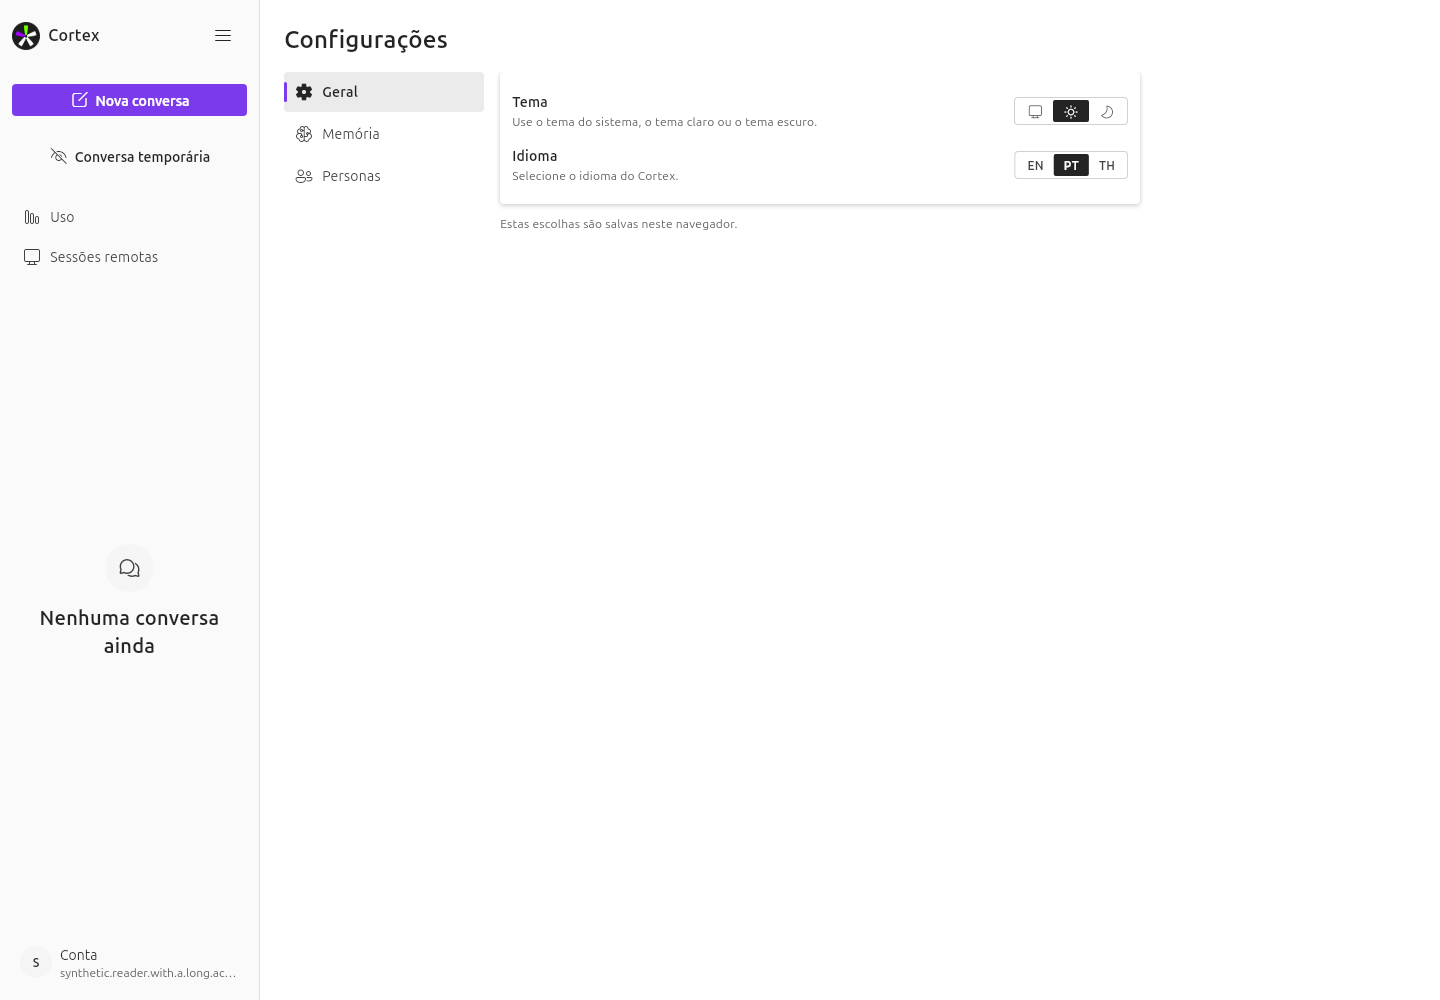 Cortex
Nova conversa
Conversa temporária
Uso
Sessões remotas
Nenhuma conversa
ainda
S
Conta
synthetic.reader.with.a.long.ac…
Configurações
Geral
Memória
Personas
Tema
Use o tema do sistema, o tema claro ou o tema escuro.
Idioma
Selecione o idioma do Cortex.
EN PT TH
Estas escolhas são salvas neste navegador.